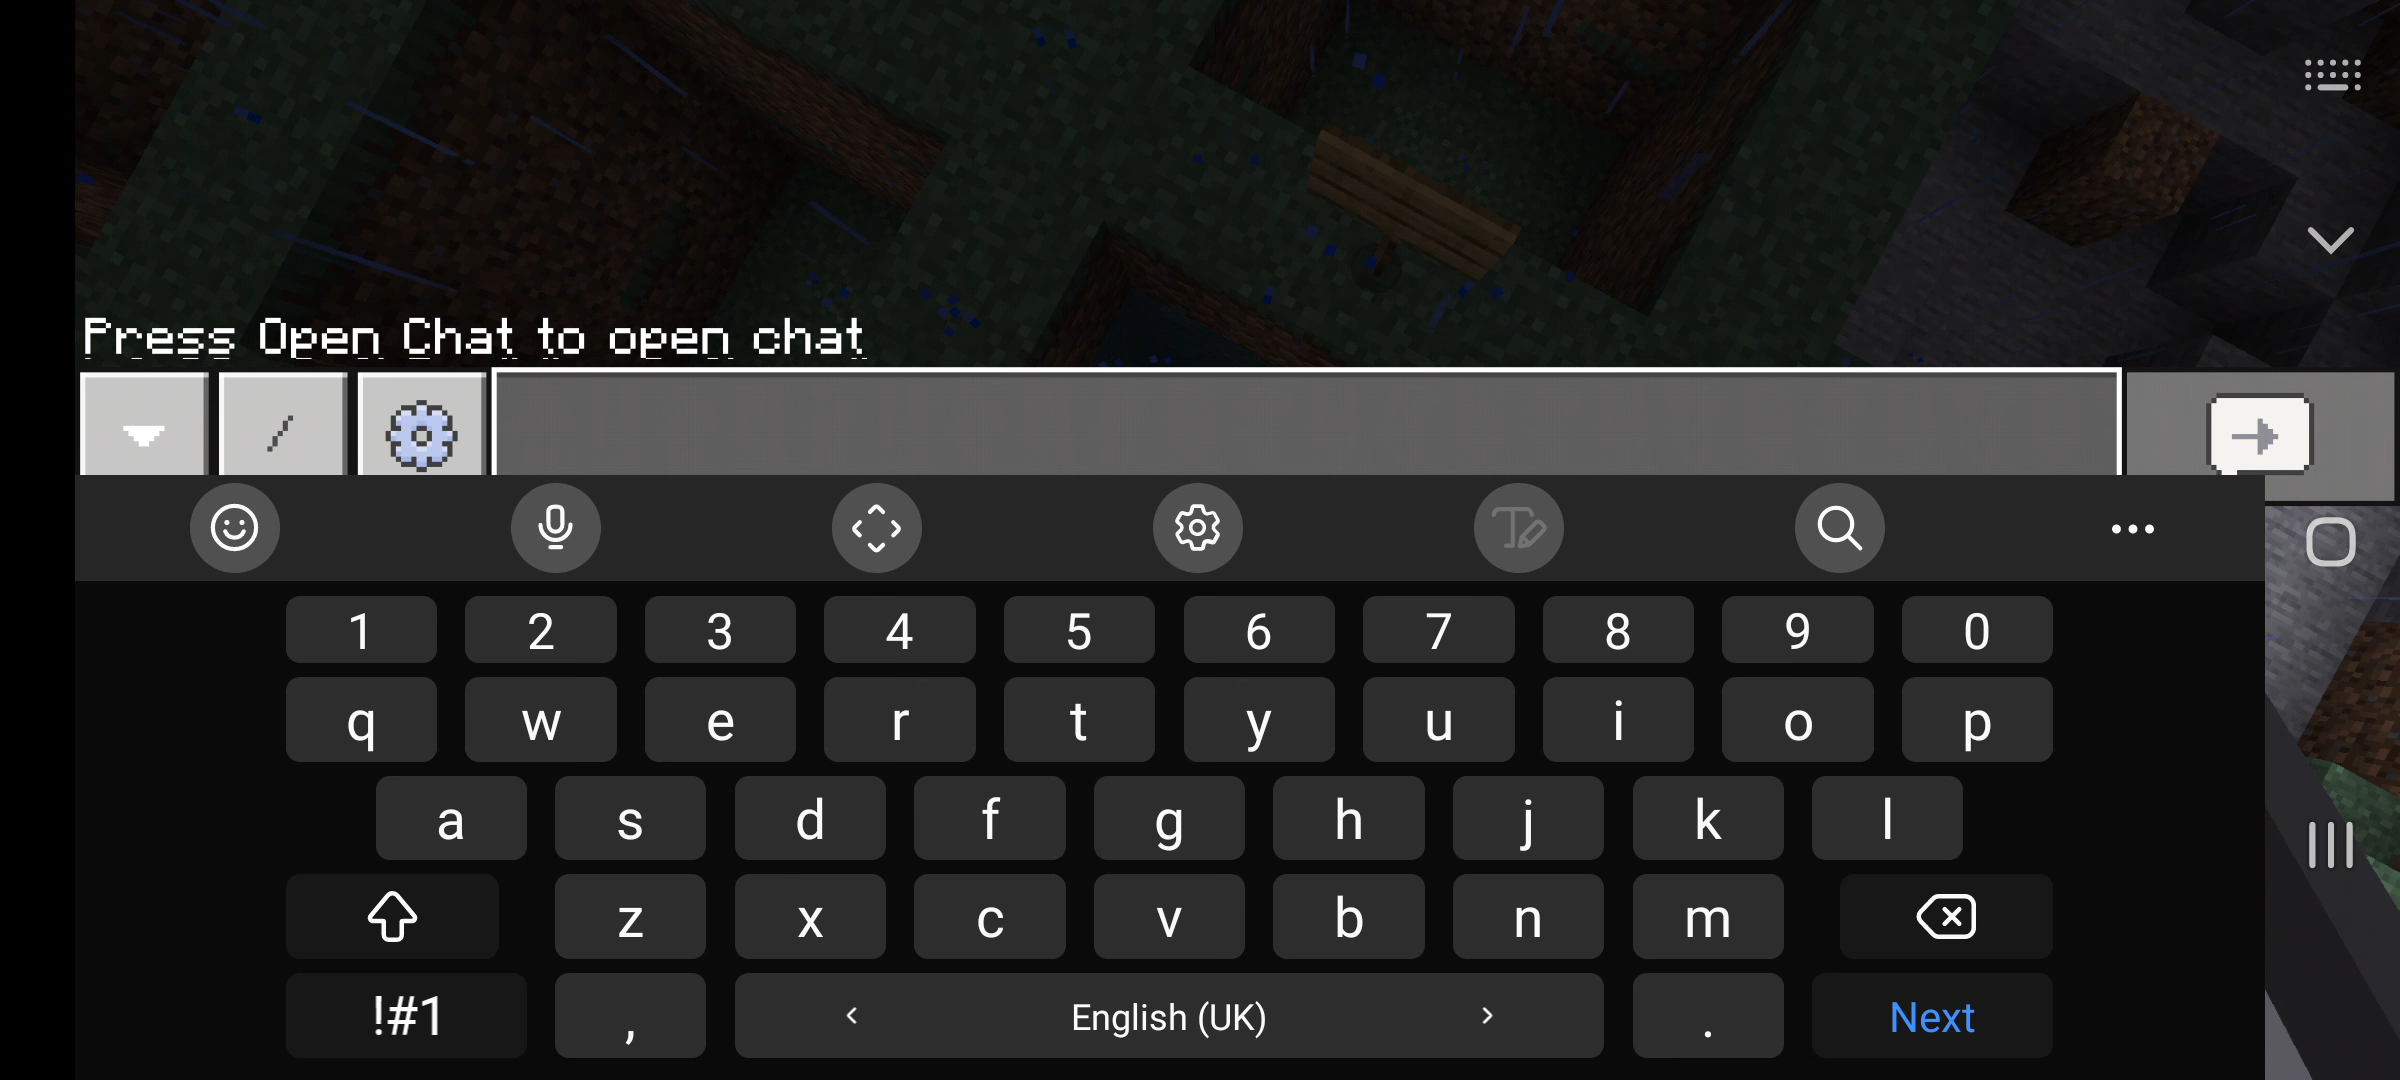 Press Open Chat to open chat
/
1 2 3 4 5 6 7 8 9 0
q w e r t y u i o p
a s d f g h j k l
z x c v b n m
!#1 , English (UK) . Next